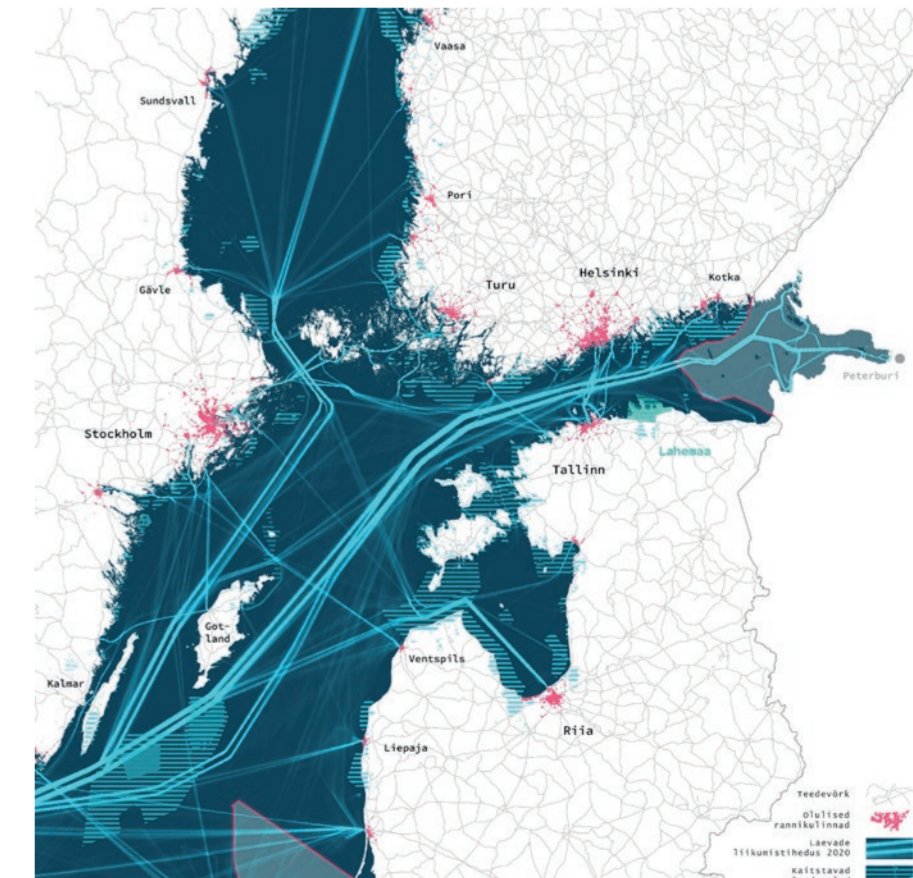 Vaasa
Sundsvall
Pori
Gävle
Turu
Helsinki
Kotka
Peterburi
Stockholm
Tallinn
Lahemaa
Got-
land
Kalmar
Ventspils
Riia
Liepaja
Teedevõrk
Olulised
rannikulinnad
Laevade
liikumistihedus 2020
Kaitstavad